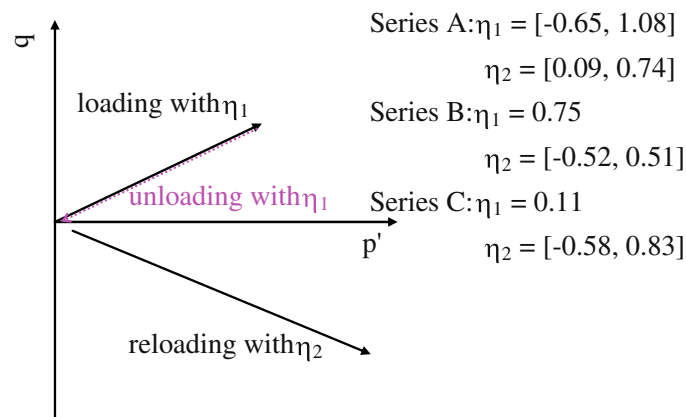 q
loading with η1
unloading with η1
p'
reloading with η2
Series A: η1 = [-0.65, 1.08]
η2 = [0.09, 0.74]
Series B: η1 = 0.75
η2 = [-0.52, 0.51]
Series C: η1 = 0.11
η2 = [-0.58, 0.83]